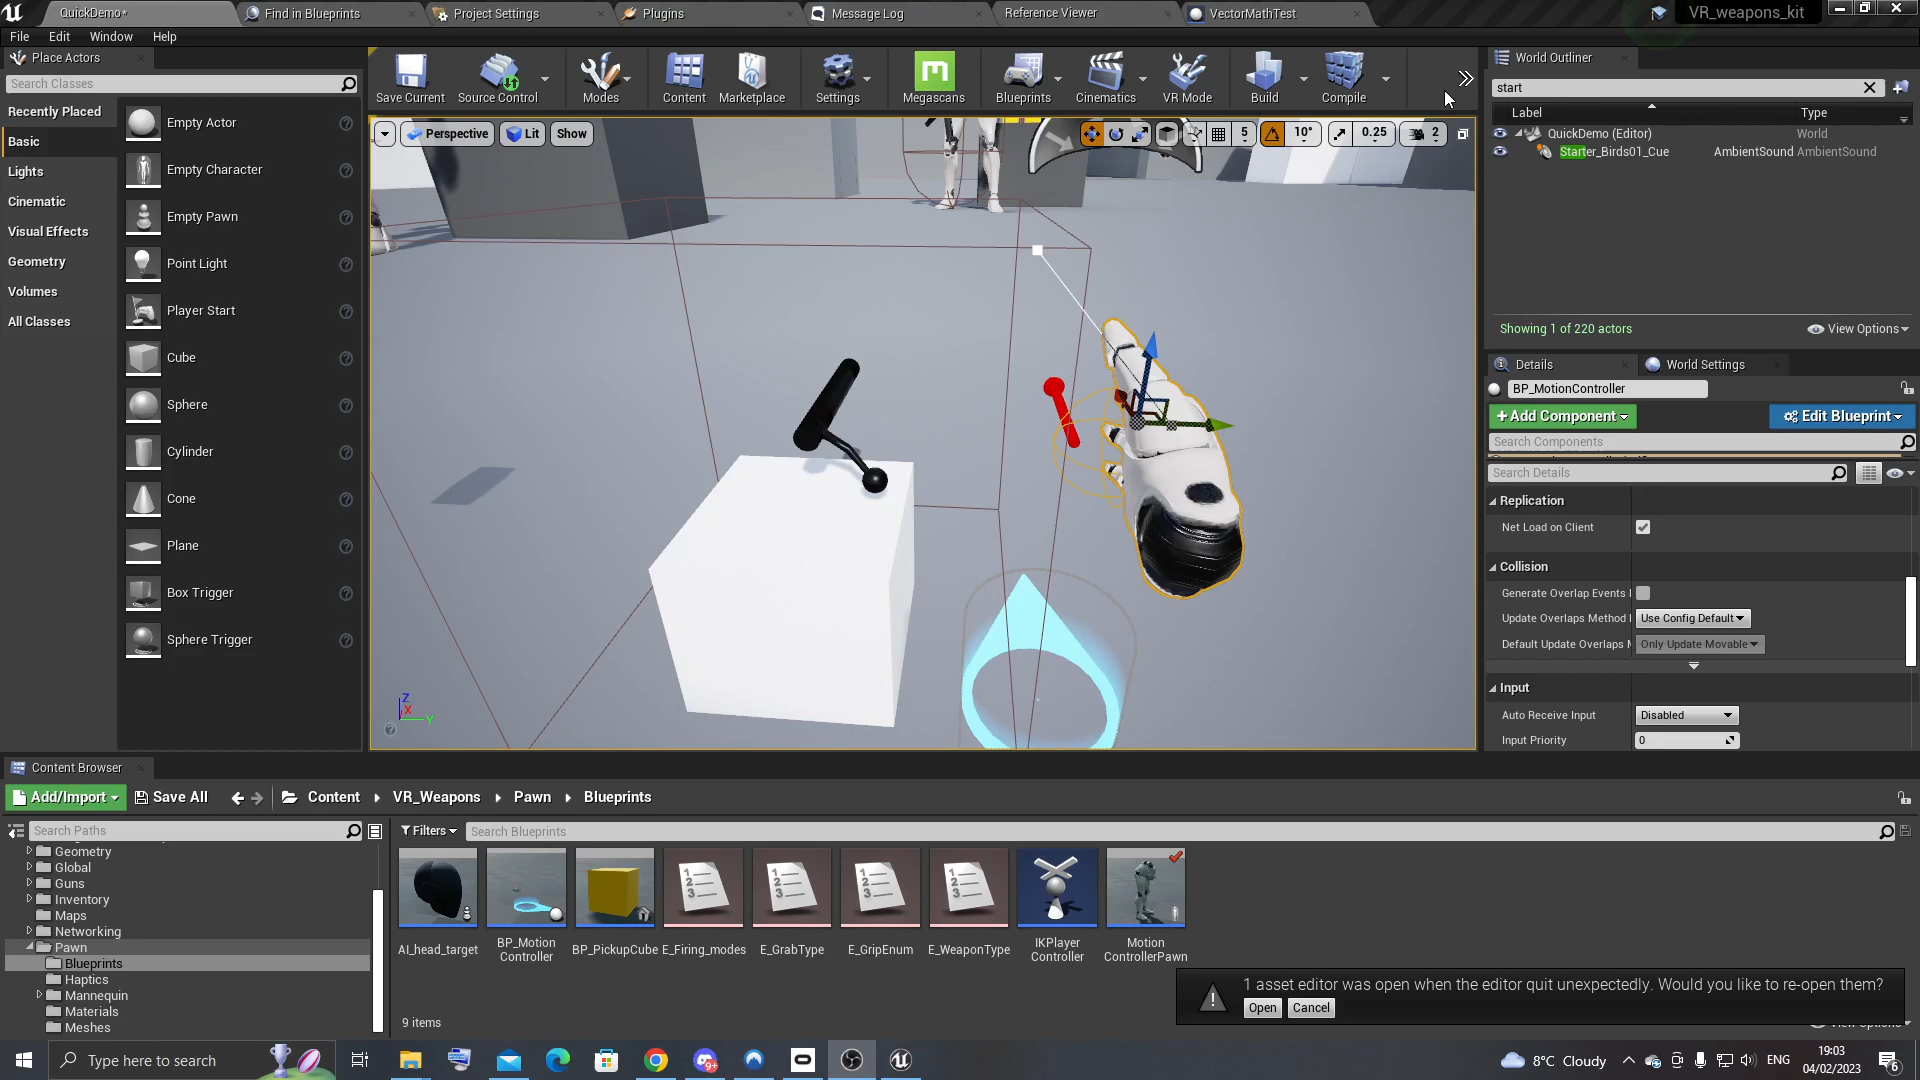 QuickDemo*
Find in Blueprints
Project Settings
Plugins
Message Log
Reference Viewer
VectorMathTest
VR_weapons_kit
File Edit Window Help
Place Actors
Search Classes
Recently Placed
Basic
Lights
Cinematic
Visual Effects
Geometry
Volumes
All Classes
Empty Actor
Empty Character
Empty Pawn
Point Light
Player Start
Cube
Sphere
Cylinder
Cone
Plane
Box Trigger
Sphere Trigger
Save Current
Source Control
Modes
Content
Marketplace
Settings
Megascans
Blueprints
Cinematics
VR Mode
Build
Compile
Perspective
Lit
Show
5
10°
0.25
2
Z
X
Y
World Outliner
start
Label
Type
QuickDemo (Editor)
World
Starter_Birds01_Cue
AmbientSound AmbientSound
Showing 1 of 220 actors
View Options
Details
World Settings
BP_MotionController
+Add Component
Edit Blueprint
Search Components
Search Details
Replication
Net Load on Client
Collision
Generate Overlap Events
Update Overlaps Method
Use Config Default
Default Update Overlaps
Only Update Movable
Input
Auto Receive Input
Disabled
Input Priority
0
Content Browser
Add/Import
Save All
Content
VR_Weapons
Pawn
Blueprints
Search Paths
Filters
Search Blueprints
Geometry
Global
Guns
Inventory
Maps
Networking
Pawn
Blueprints
Haptics
Mannequin
Materials
Meshes
AI_head_target
BP_Motion
Controller
BP_PickupCube
E_Firing_modes
E_GrabType
E_GripEnum
E_WeaponType
IKPlayer
Controller
Motion
ControllerPawn
9 items
1 asset editor was open when the editor quit unexpectedly. Would you like to re-open them?
Open
Cancel
Type here to search
8°C Cloudy
ENG
19:03
04/02/2023
6